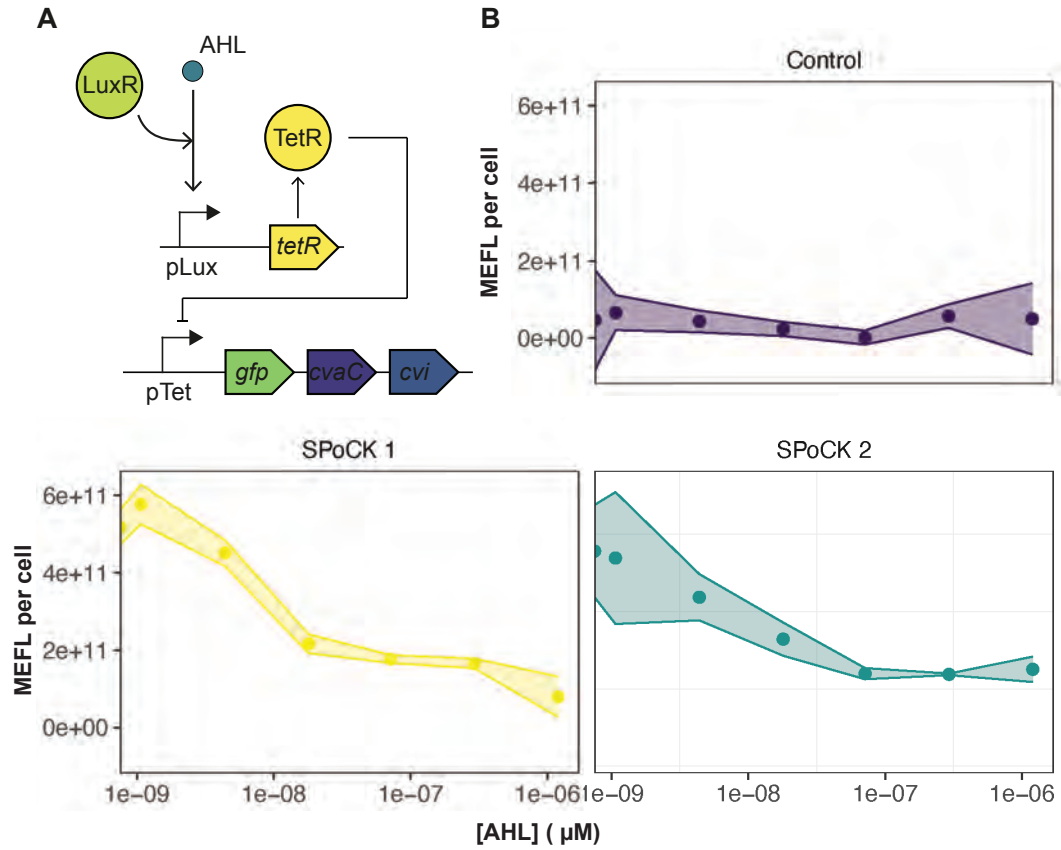 A
AHL
LuxR
TetR
tetR
pLux
pTet
gfp
cvaC
cvi
B
Control
MEFL per cell
6e+11
4e+11
2e+11
0e+00
SPoCK 1
MEFL per cell
6e+11
4e+11
2e+11
0e+00
1e−09
1e−08
1e−07
1e−06
SPoCK 2
1e−09
1e−08
1e−07
1e−06
[AHL] ( µM)